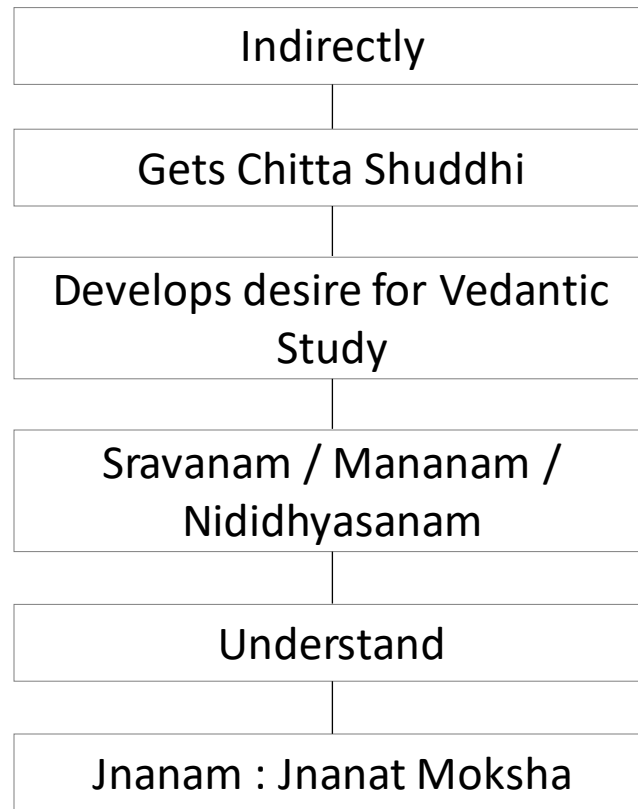 Indirectly
Gets Chitta Shuddhi
Develops desire for Vedantic
Study
Sravanam / Mananam /
Nididhyasanam
Understand
Jnanam : Jnanat Moksha